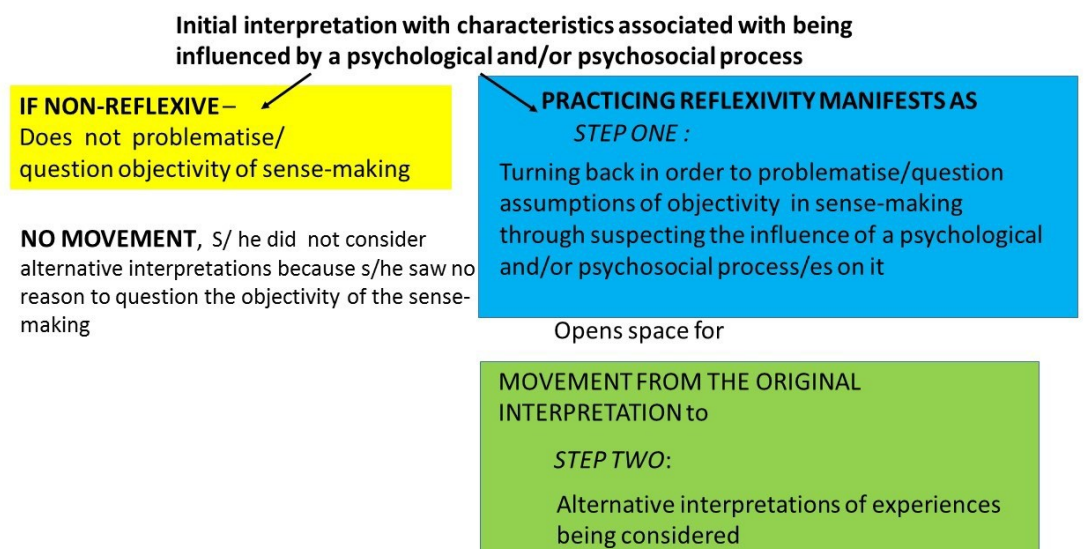 Initial interpretation with characteristics associated with being
influenced by a psychological and/or psychosocial process
IF NON-REFLEXIVE–
Does not problematise/
question objectivity of sense-making
NO MOVEMENT, S/ he did not consider
alternative interpretations because s/he saw no
reason to question the objectivity of the sense-
making
PRACTICING REFLEXIVITY MANIFESTS AS
STEP ONE :
Turning back in order to problematise/question
assumptions of objectivity in sense-making
through suspecting the influence of a psychological
and/or psychosocial process/es on it
Opens space for
MOVEMENT FROM THE ORIGINAL
INTERPRETATION to
STEP TWO:
Alternative interpretations of experiences
being considered